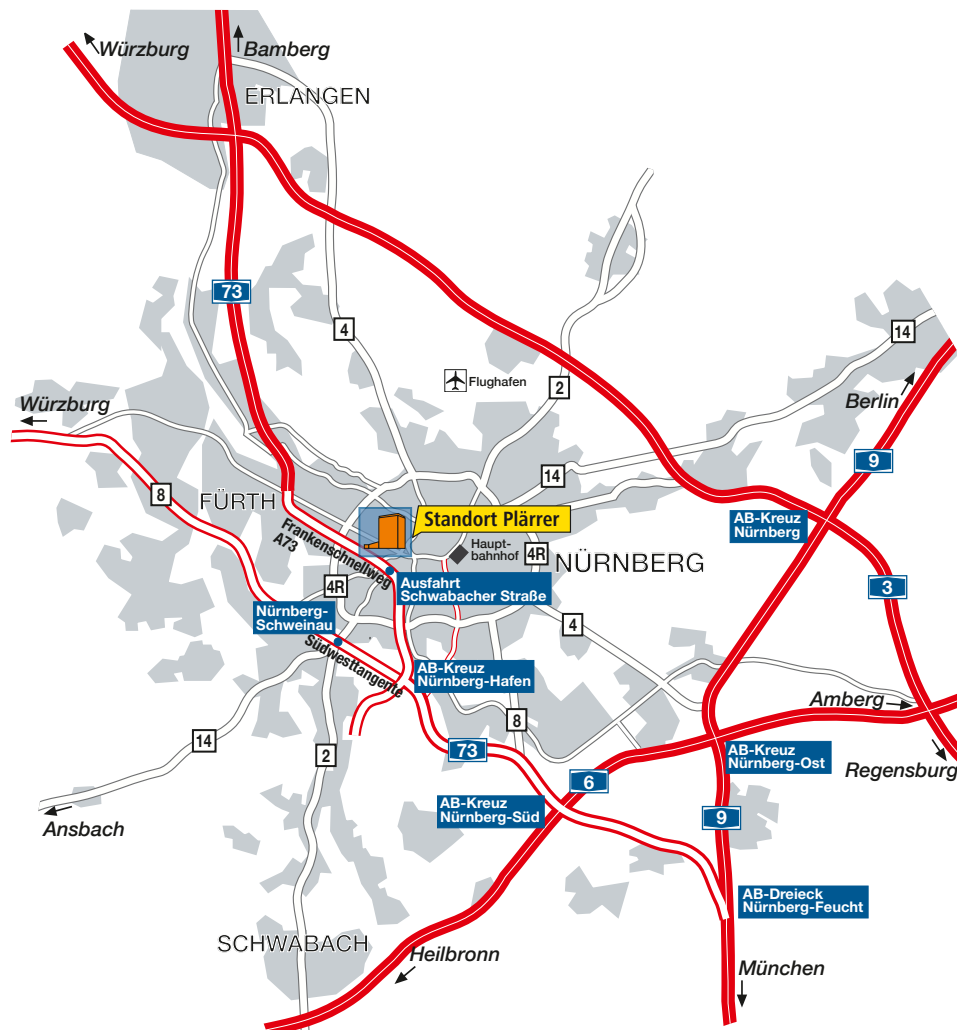 Würzburg
Bamberg
ERLANGEN
73
4
14
Flughafen
2
Berlin
Würzburg
9
14
8
FÜRTH
Standort Plärrer
AB-Kreuz
Nürnberg
Frankenschnellweg
A73
Haupt-
bahnhof
4R
NÜRNBERG
4R
Ausfahrt
Schwabacher Straße
3
Nürnberg-
Schweinau
4
Südwesttangente
AB-Kreuz
Nürnberg-Hafen
Amberg
8
14
2
73
AB-Kreuz
Nürnberg-Ost
Regensburg
6
AB-Kreuz
Nürnberg-Süd
9
Ansbach
AB-Dreieck
Nürnberg-Feucht
SCHWABACH
Heilbronn
München